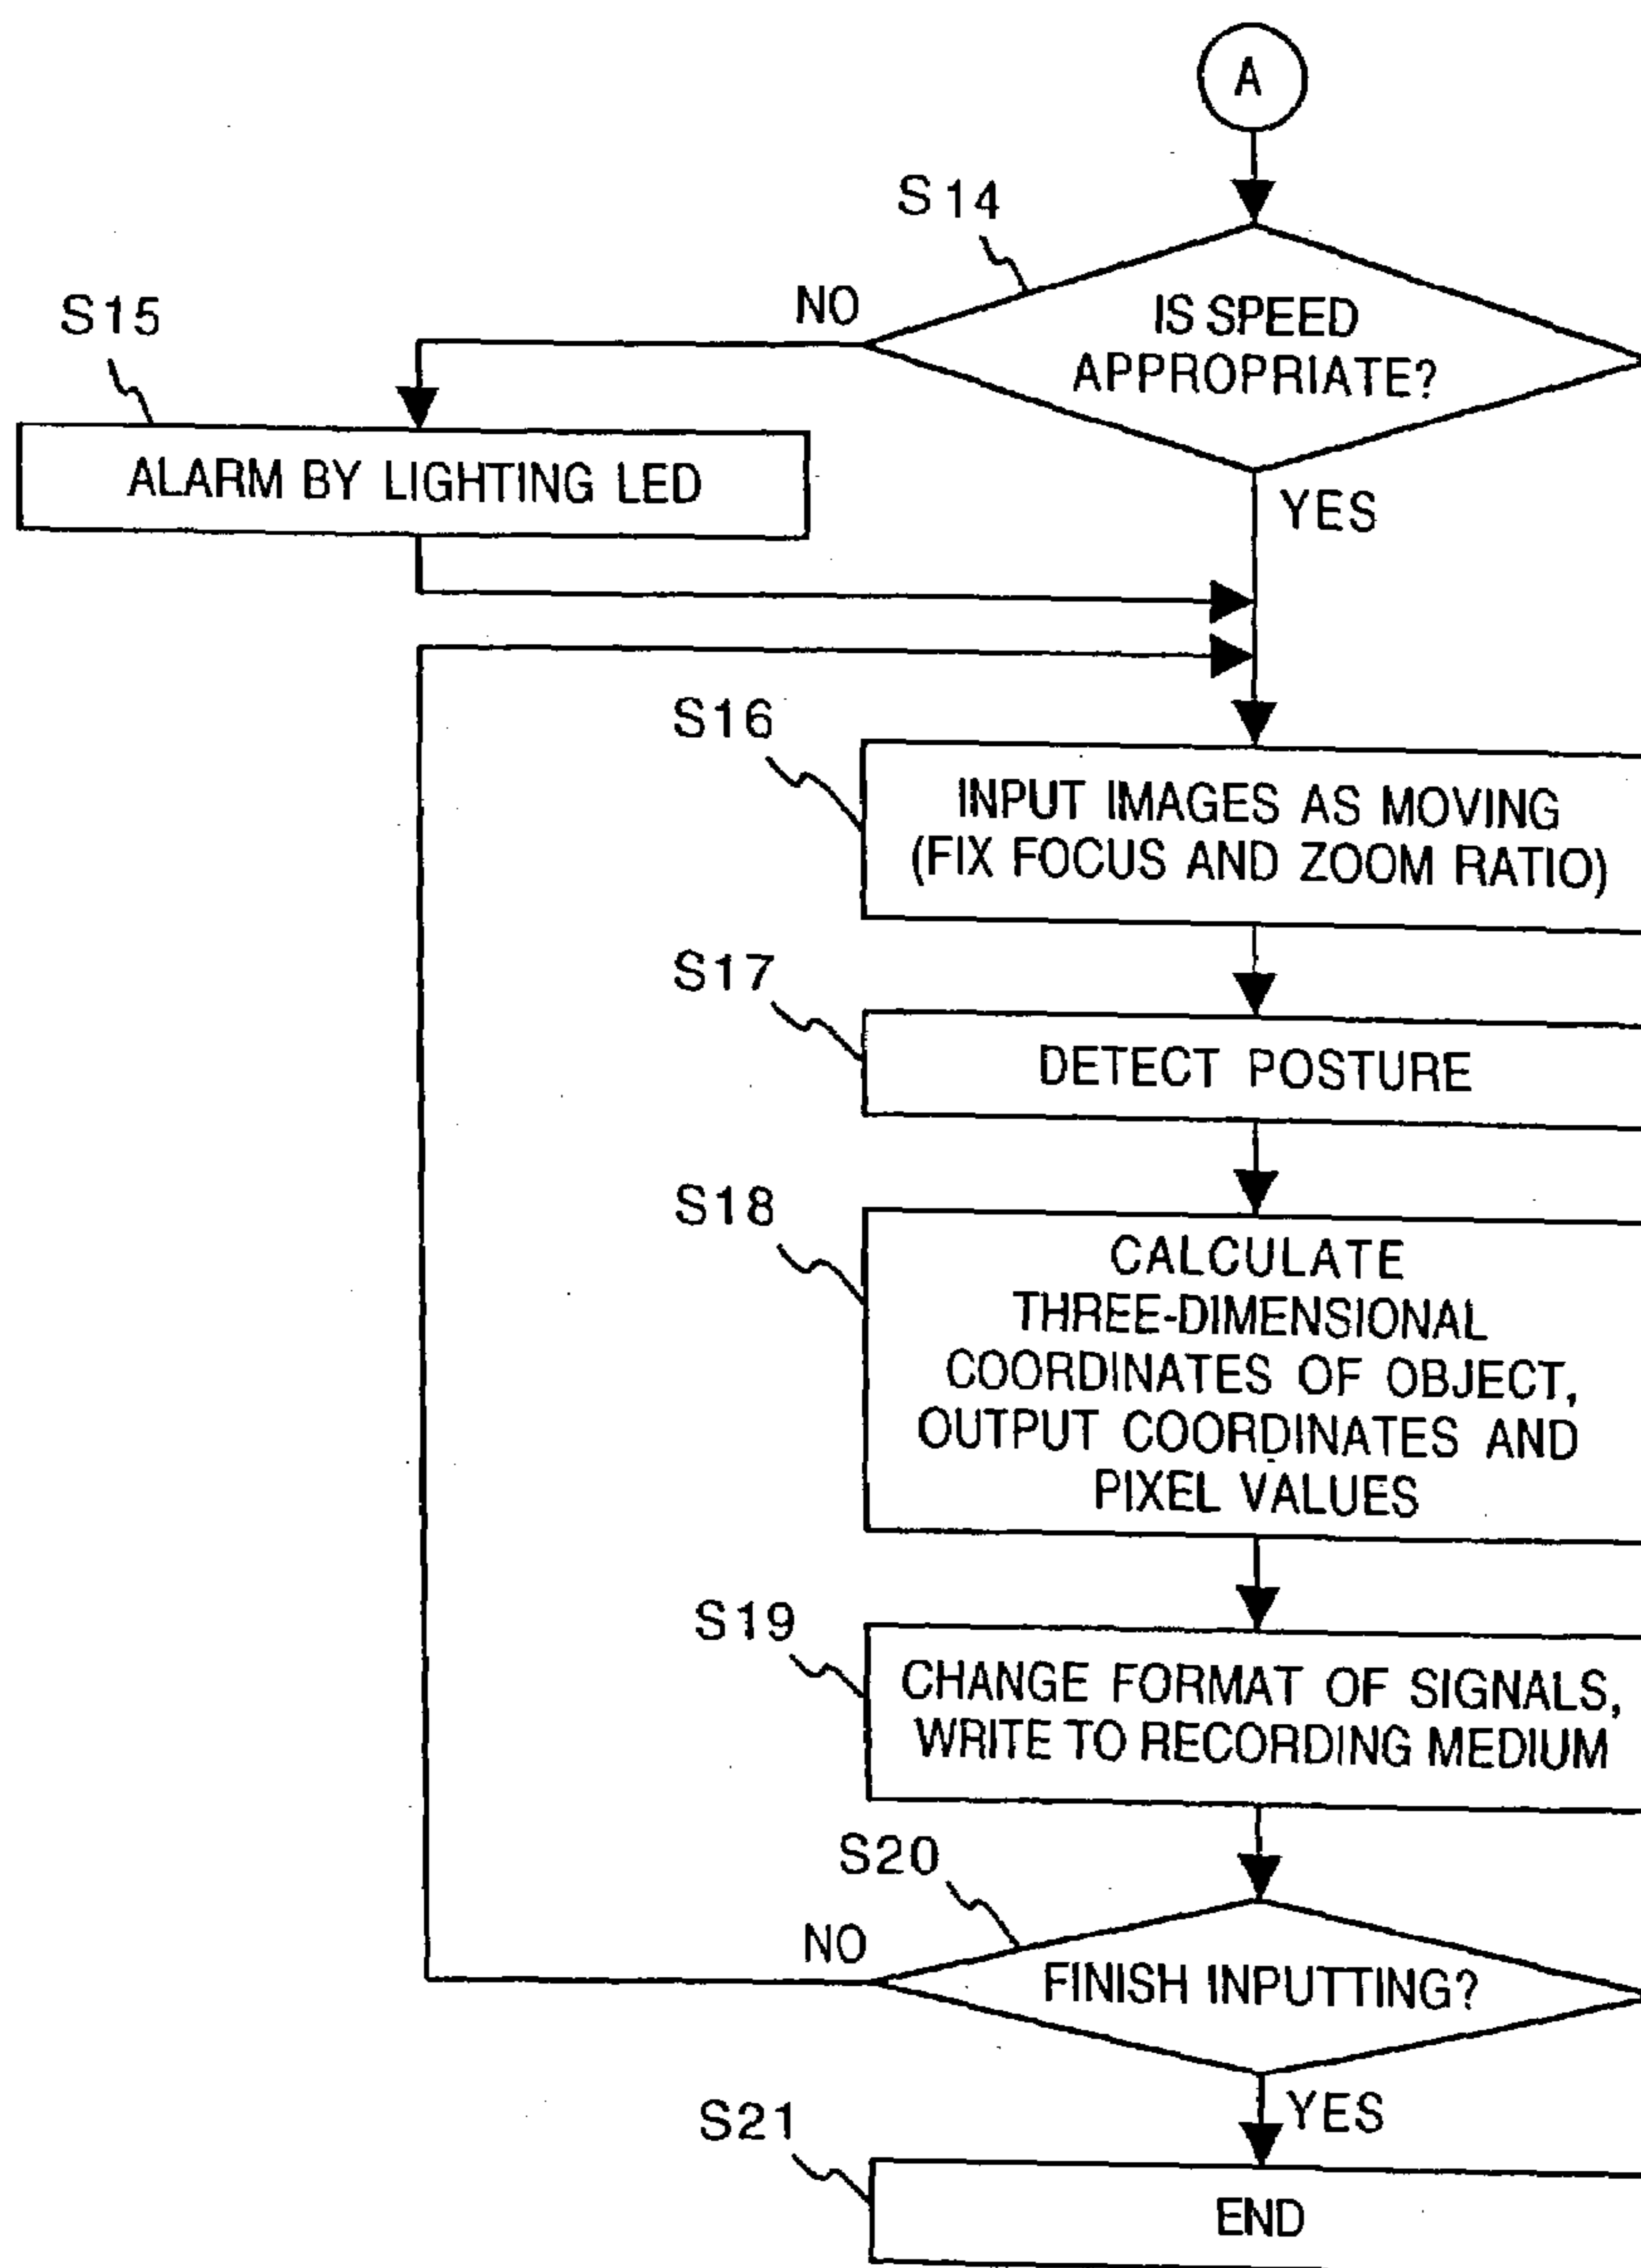 A
S14
NO
IS SPEED
APPROPRIATE?
S15
ALARM BY LIGHTING LED
YES
S16
INPUT IMAGES AS MOVING
(FIX FOCUS AND ZOOM RATIO)
S17
DETECT POSTURE
S18
CALCULATE
THREE-DIMENSIONAL
COORDINATES OF OBJECT,
OUTPUT COORDINATES AND
PIXEL VALUES
S19
CHANGE FORMAT OF SIGNALS,
WRITE TO RECORDING MEDIUM
S20
NO
FINISH INPUTTING?
YES
S21
END